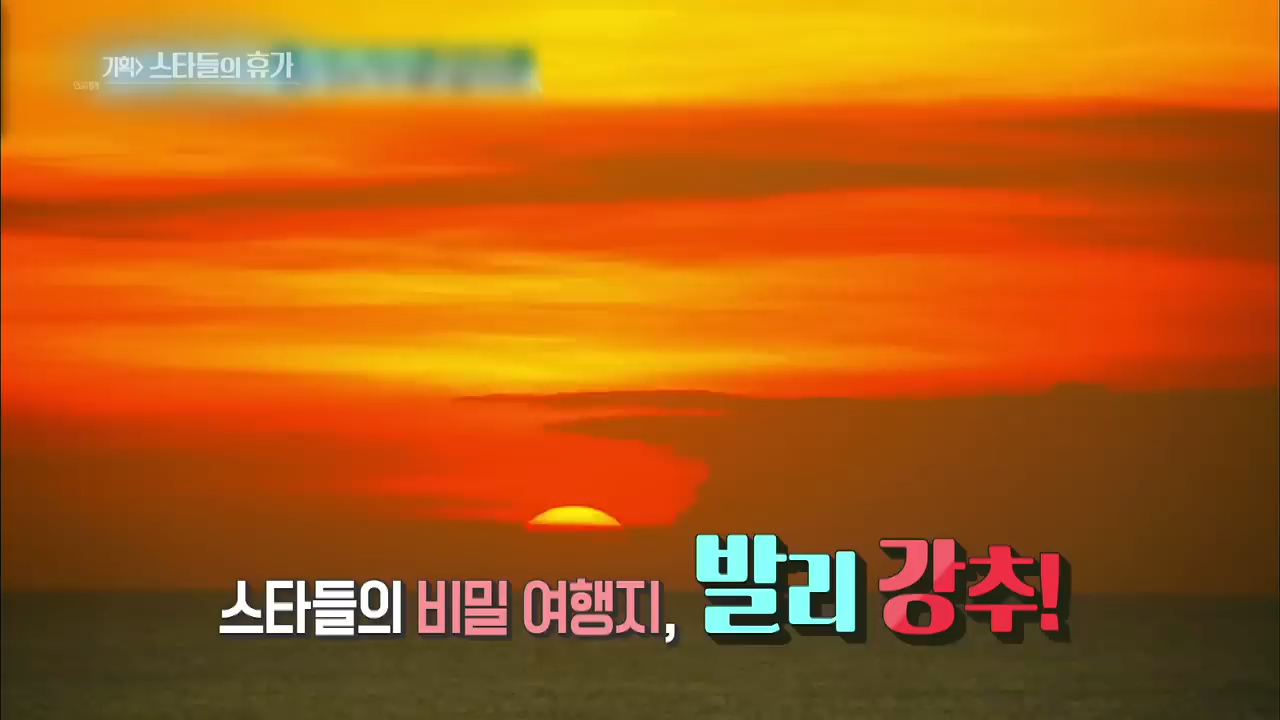 기획> 스타들의 휴가
스타들의 비밀 여행지, 발리 강추!